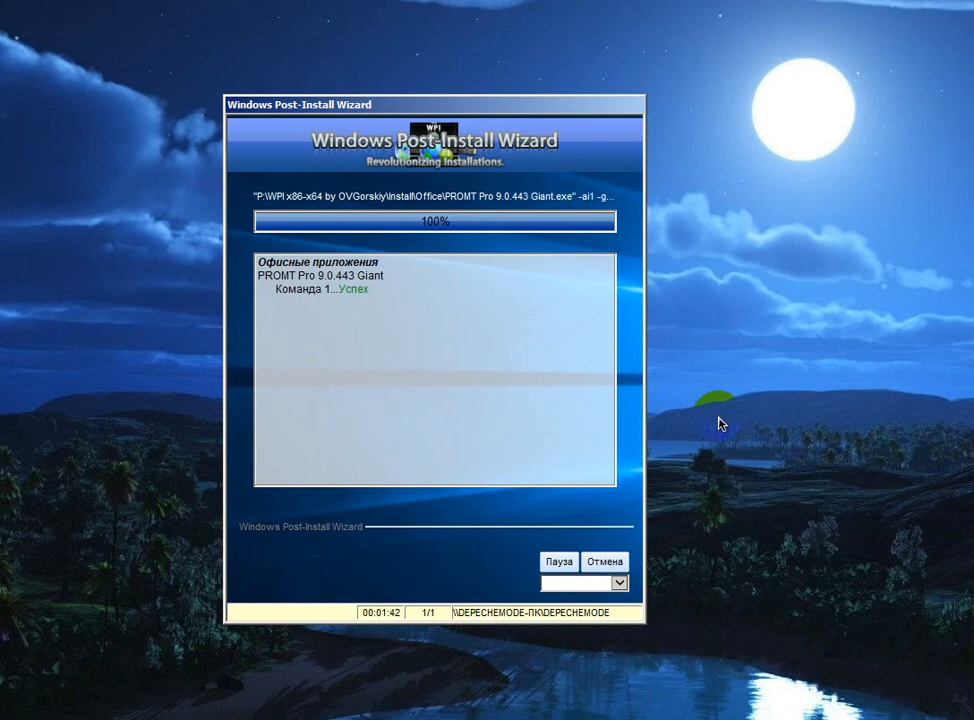 Windows Post-Install Wizard
WPI
Windows Post-Install Wizard
Revolutionizing Installations.
"P:\WPI x86-x64 by OVGorskiy\Install\Office\PROMT Pro 9.0.443 Giant.exe" -ai1 -g...
100%
Офисные приложения
PROMT Pro 9.0.443 Giant
Команда 1...Успех
Windows Post-Install Wizard
Пауза
Отмена
00:01:42
1/1
\\DEPECHEMODE-ПК\DEPECHEMODE